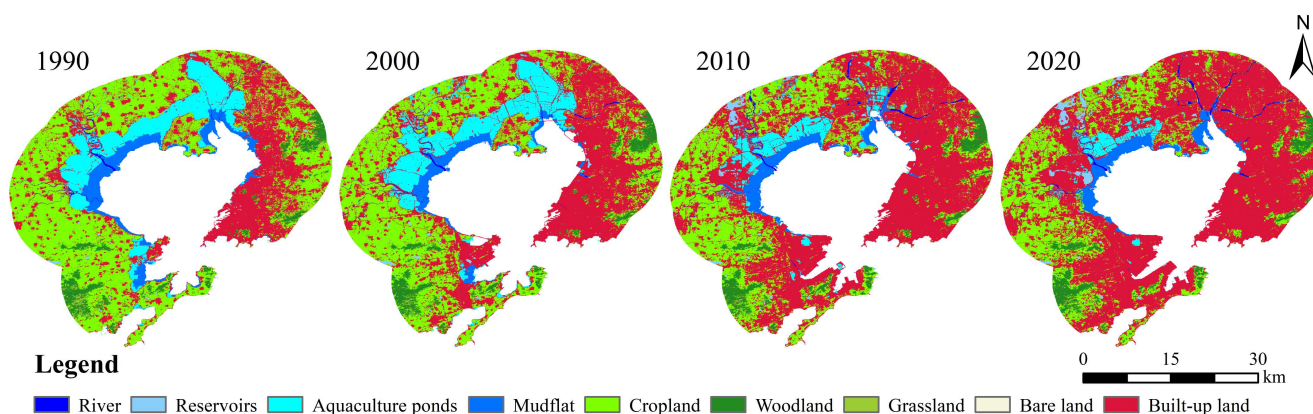 N
1990
2000
2010
2020
Legend
0 15 30
km
River Reservoirs Aquaculture ponds Mudflat Cropland Woodland Grassland Bare land Built-up land